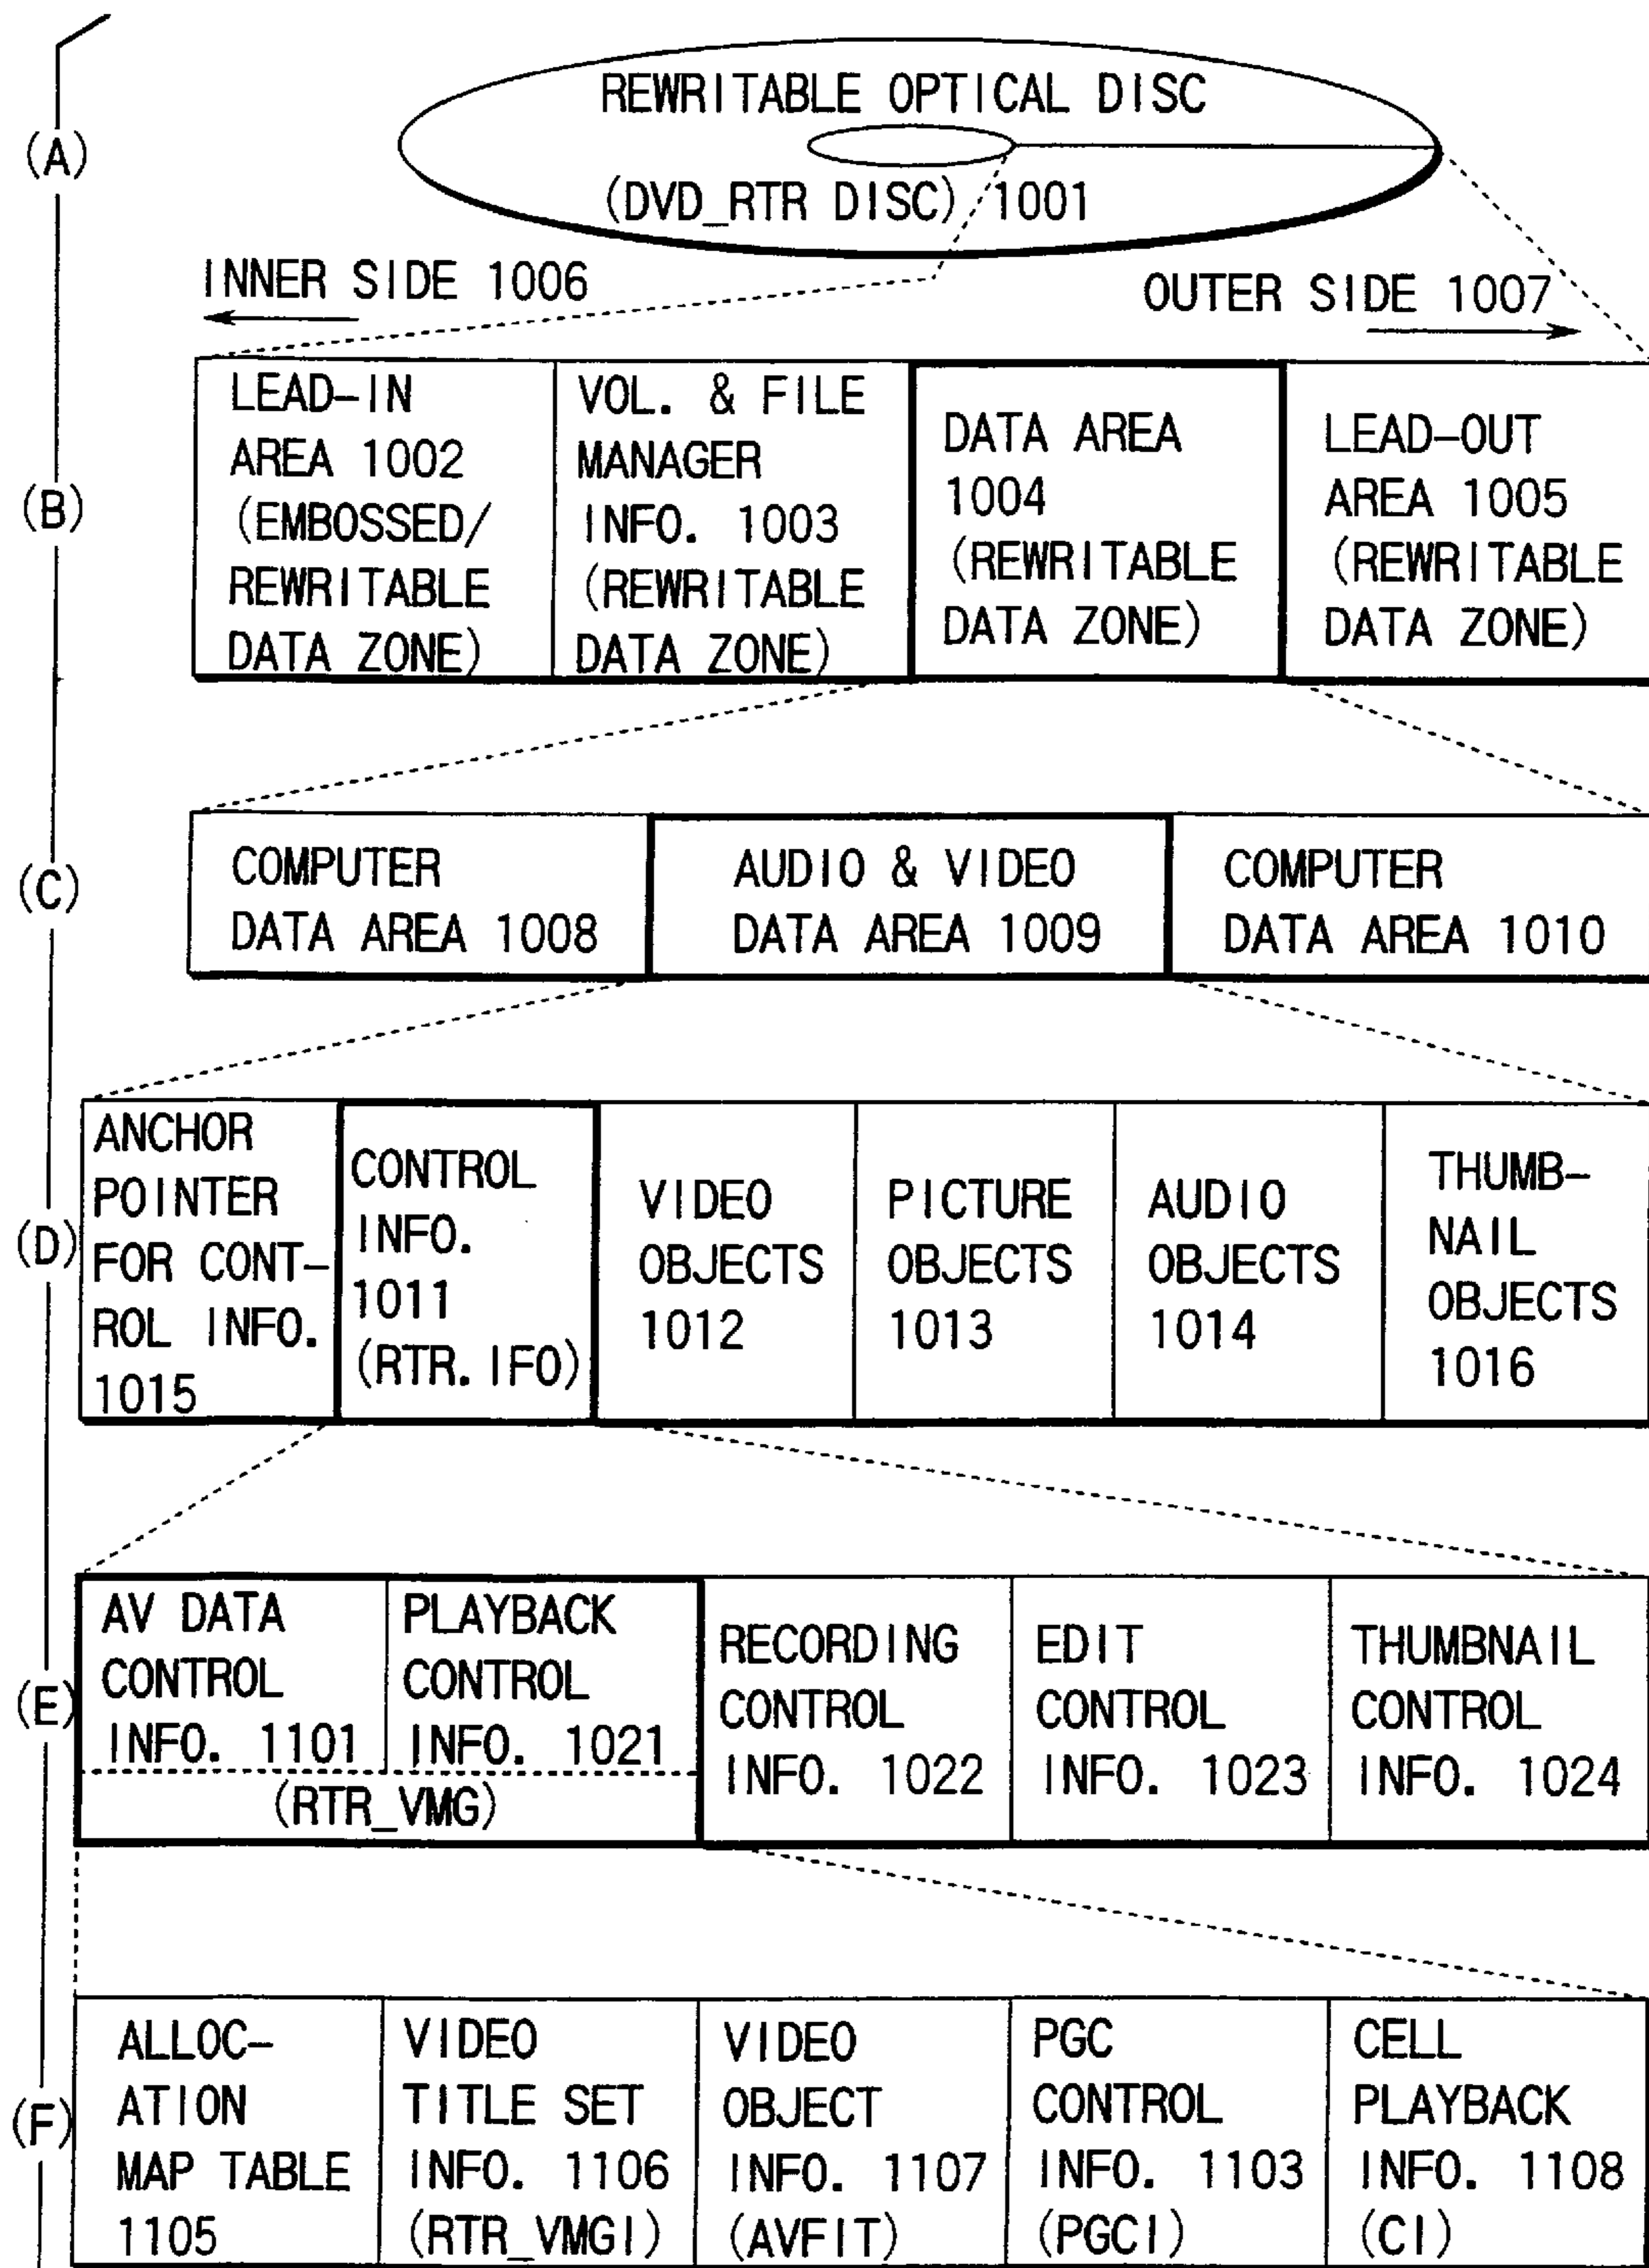 (A)
REWRITABLE OPTICAL DISC
(DVD_RTR DISC) 1001
INNER SIDE 1006
OUTER SIDE 1007
(B)
LEAD-IN
AREA 1002
(EMBOSSED/
REWRITABLE
DATA ZONE)
VOL. & FILE
MANAGER
INFO. 1003
(REWRITABLE
DATA ZONE)
DATA AREA
1004
(REWRITABLE
DATA ZONE)
LEAD-OUT
AREA 1005
(REWRITABLE
DATA ZONE)
(C)
COMPUTER
DATA AREA 1008
AUDIO & VIDEO
DATA AREA 1009
COMPUTER
DATA AREA 1010
(D)
ANCHOR
POINTER
FOR CONT-
ROL INFO.
1015
CONTROL
INFO.
1011
(RTR.IFO)
VIDEO
OBJECTS
1012
PICTURE
OBJECTS
1013
AUDIO
OBJECTS
1014
THUMB-
NAIL
OBJECTS
1016
(E)
AV DATA
CONTROL
INFO. 1101
PLAYBACK
CONTROL
INFO. 1021
(RTR_VMG)
RECORDING
CONTROL
INFO. 1022
EDIT
CONTROL
INFO. 1023
THUMBNAIL
CONTROL
INFO. 1024
(F)
ALLOC-
ATION
MAP TABLE
1105
VIDEO
TITLE SET
INFO. 1106
(RTR_VMGI)
VIDEO
OBJECT
INFO. 1107
(AVFIT)
PGC
CONTROL
INFO. 1103
(PGCI)
CELL
PLAYBACK
INFO. 1108
(CI)